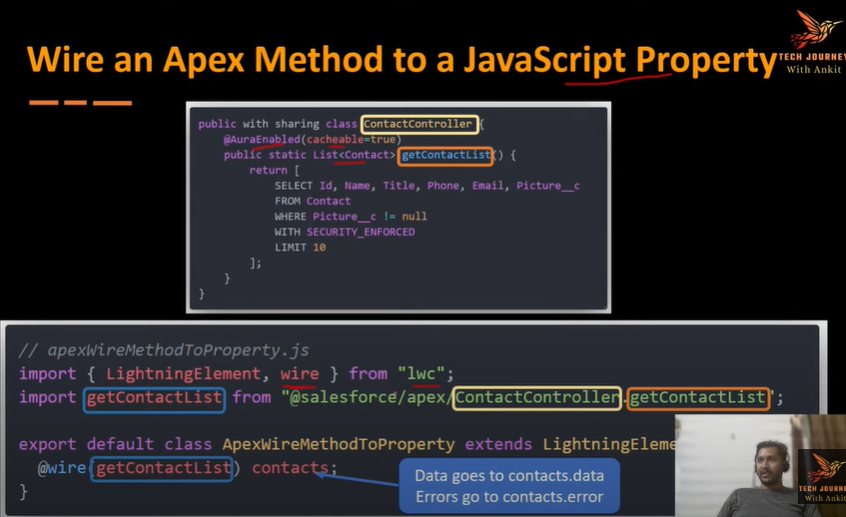 Wire an Apex Method to a JavaScript Property
TECH JOURNEY
With Ankit
public with sharing class ContactController {
@AuraEnabled(cacheable=true)
public static List<Contact> getContactList() {
return [
SELECT Id, Name, Title, Phone, Email, Picture__c
FROM Contact
WHERE Picture__c != null
WITH SECURITY_ENFORCED
LIMIT 10
];
}
}
// apexWireMethodToProperty.js
import { LightningElement, wire } from "lwc";
import getContactList from "@salesforce/apex/ContactController.getContactList";
export default class ApexWireMethodToProperty extends LightningEleme
@wire(getContactList) contacts;
}
Data goes to contacts.data
Errors go to contacts.error
TECH JOURNEY
With Ankit